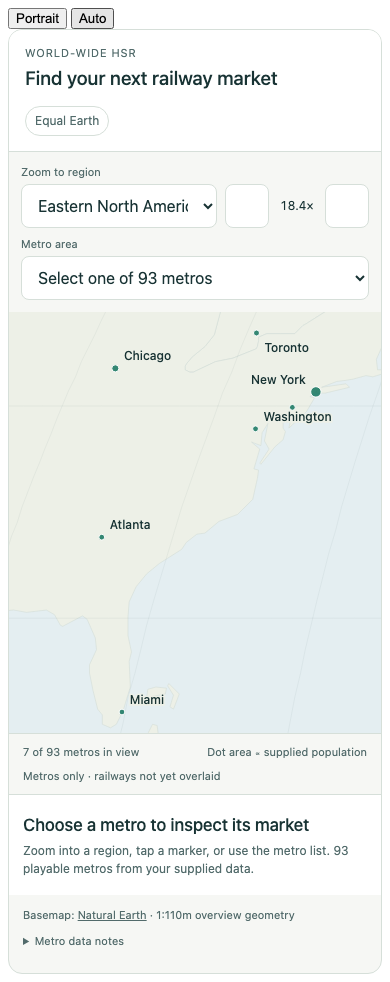 Portrait Auto
WORLD-WIDE HSR
Find your next railway market
Equal Earth
Zoom to region
Eastern North Americ
18.4×
Metro area
Select one of 93 metros
Chicago
Toronto
New York
Washington
Atlanta
Miami
7 of 93 metros in view
Dot area = supplied population
Metros only · railways not yet overlaid
Choose a metro to inspect its market
Zoom into a region, tap a marker, or use the metro list. 93
playable metros from your supplied data.
Basemap: Natural Earth · 1:110m overview geometry
Metro data notes